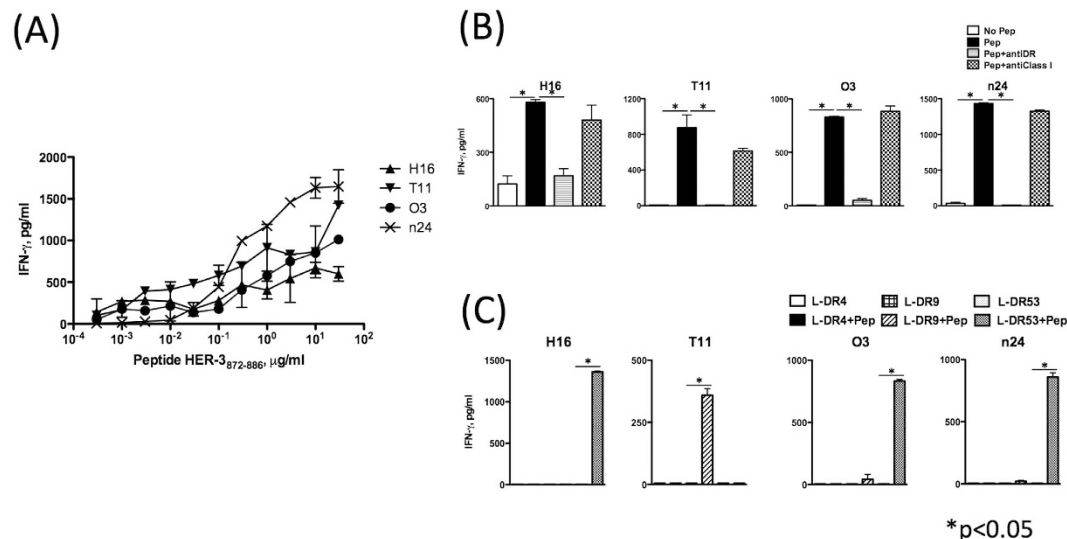 (A)
2000
1500
1000
500
0
IFN-γ, pg/ml
10⁻⁴ 10⁻³ 10⁻² 10⁻¹ 10⁰ 10¹ 10²
Peptide HER-3₈₇₂₋₈₈₆, μg/ml
H16
T11
O3
n24
(B)
No Pep
Pep
Pep+antiDR
Pep+antiClass I
H16 T11 O3 n24
IFN-γ, pg/ml
600
300
0
* *
1200
800
400
0
* *
1000
500
0
* *
1500
1000
500
0
* *
(C)
L-DR4 L-DR9 L-DR53
L-DR4+Pep L-DR9+Pep L-DR53+Pep
H16 T11 O3 n24
IFN-γ, pg/ml
1500
1000
500
0
*
500
250
0
*
1000
500
0
*
1000
500
0
*
*p<0.05